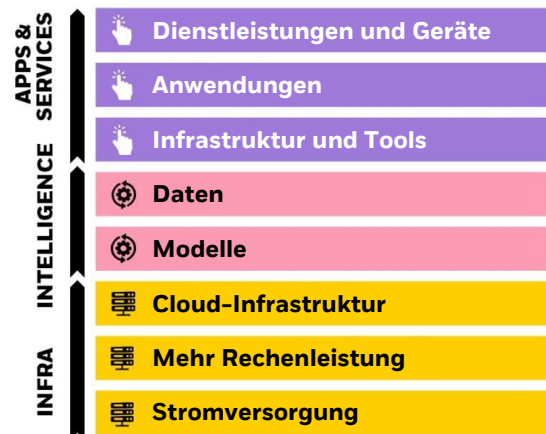 APPS &
SERVICES
Dienstleistungen und Geräte
Anwendungen
Infrastruktur und Tools
INTELLIGENCE
Daten
Modelle
INFRA
Cloud-Infrastruktur
Mehr Rechenleistung
Stromversorgung